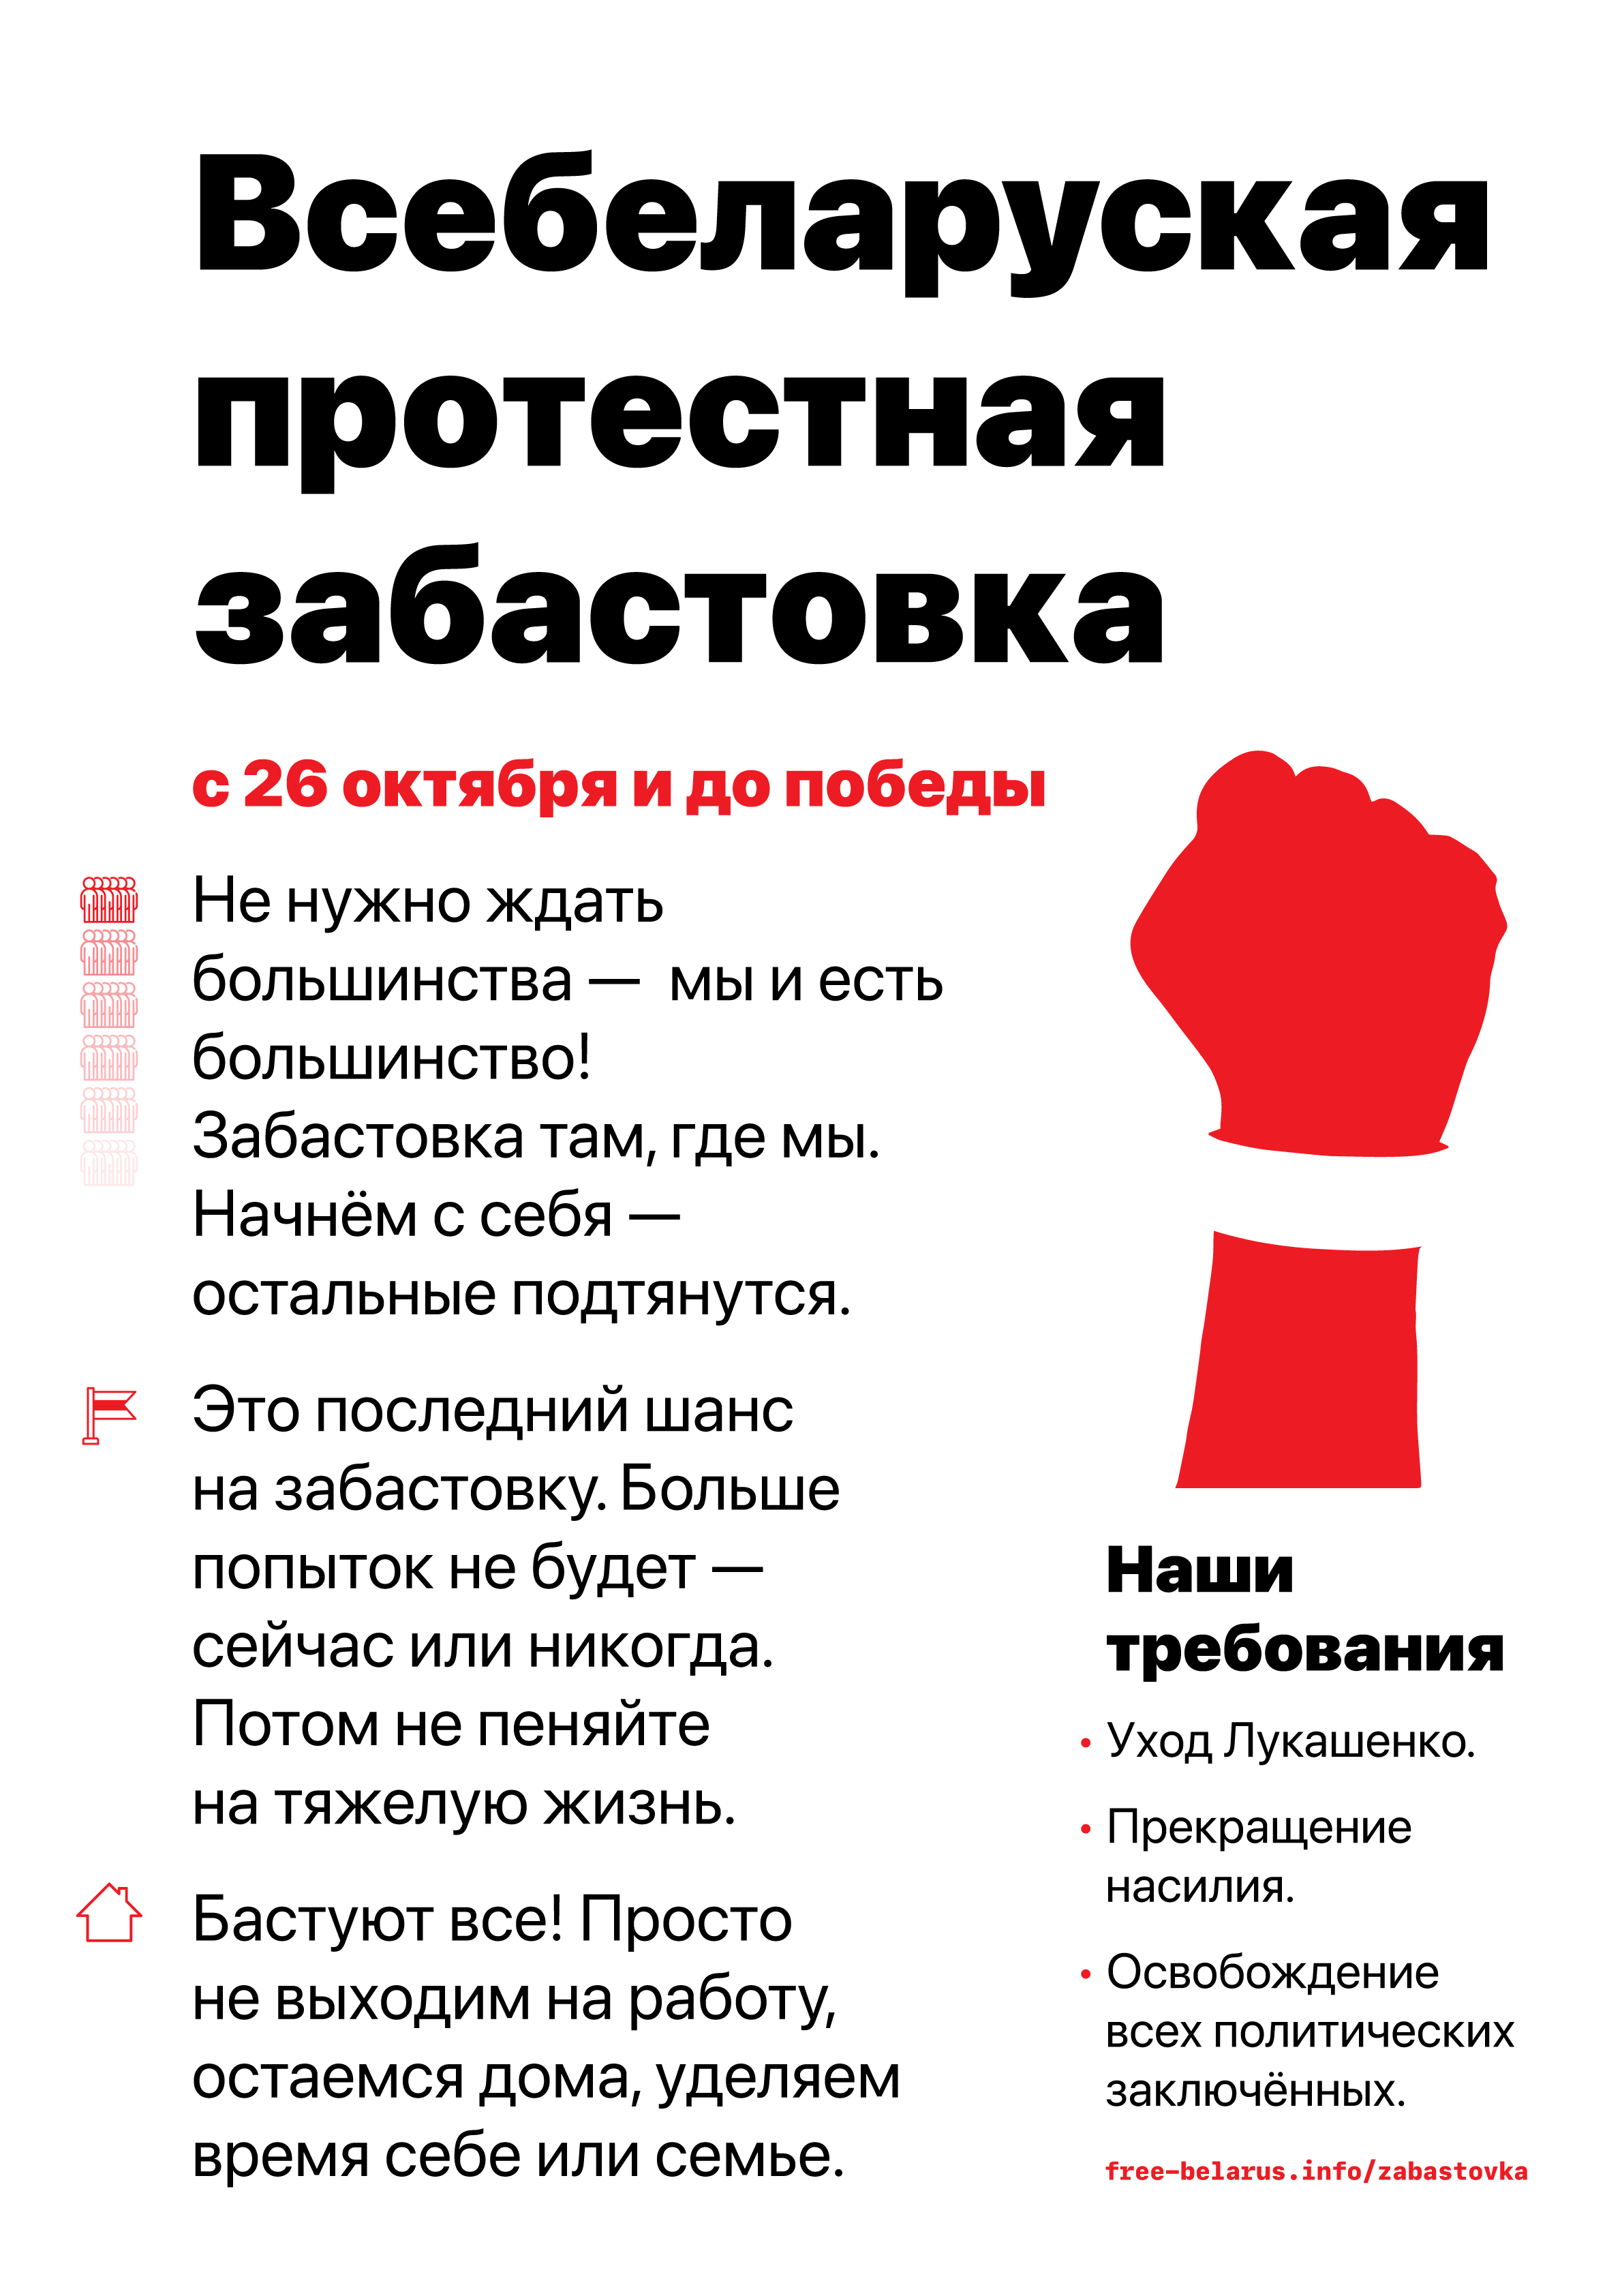 Всебеларуская
протестная
забастовка
с 26 октября и до победы
Не нужно ждать
большинства — мы и есть
большинство!
Забастовка там, где мы.
Начнём с себя —
остальные подтянутся.
Это последний шанс
на забастовку. Больше
попыток не будет —
сейчас или никогда.
Потом не пеняйте
на тяжелую жизнь.
Бастуют все! Просто
не выходим на работу,
остаемся дома, уделяем
время себе или семье.
Наши
требования
• Уход Лукашенко.
• Прекращение
насилия.
• Освобождение
всех политических
заключённых.
free-belarus.info/zabastovka